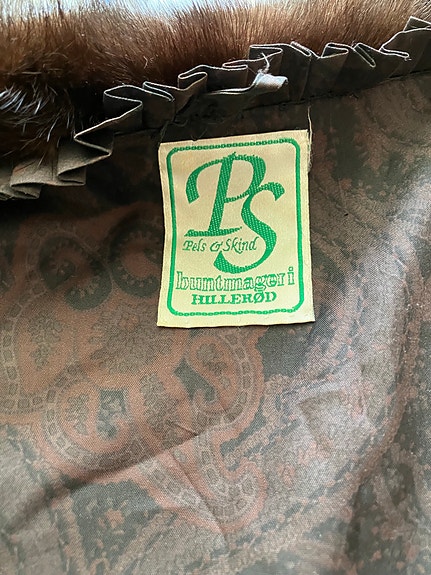 PS
Pels & Skind
buntmageri
HILLERØD